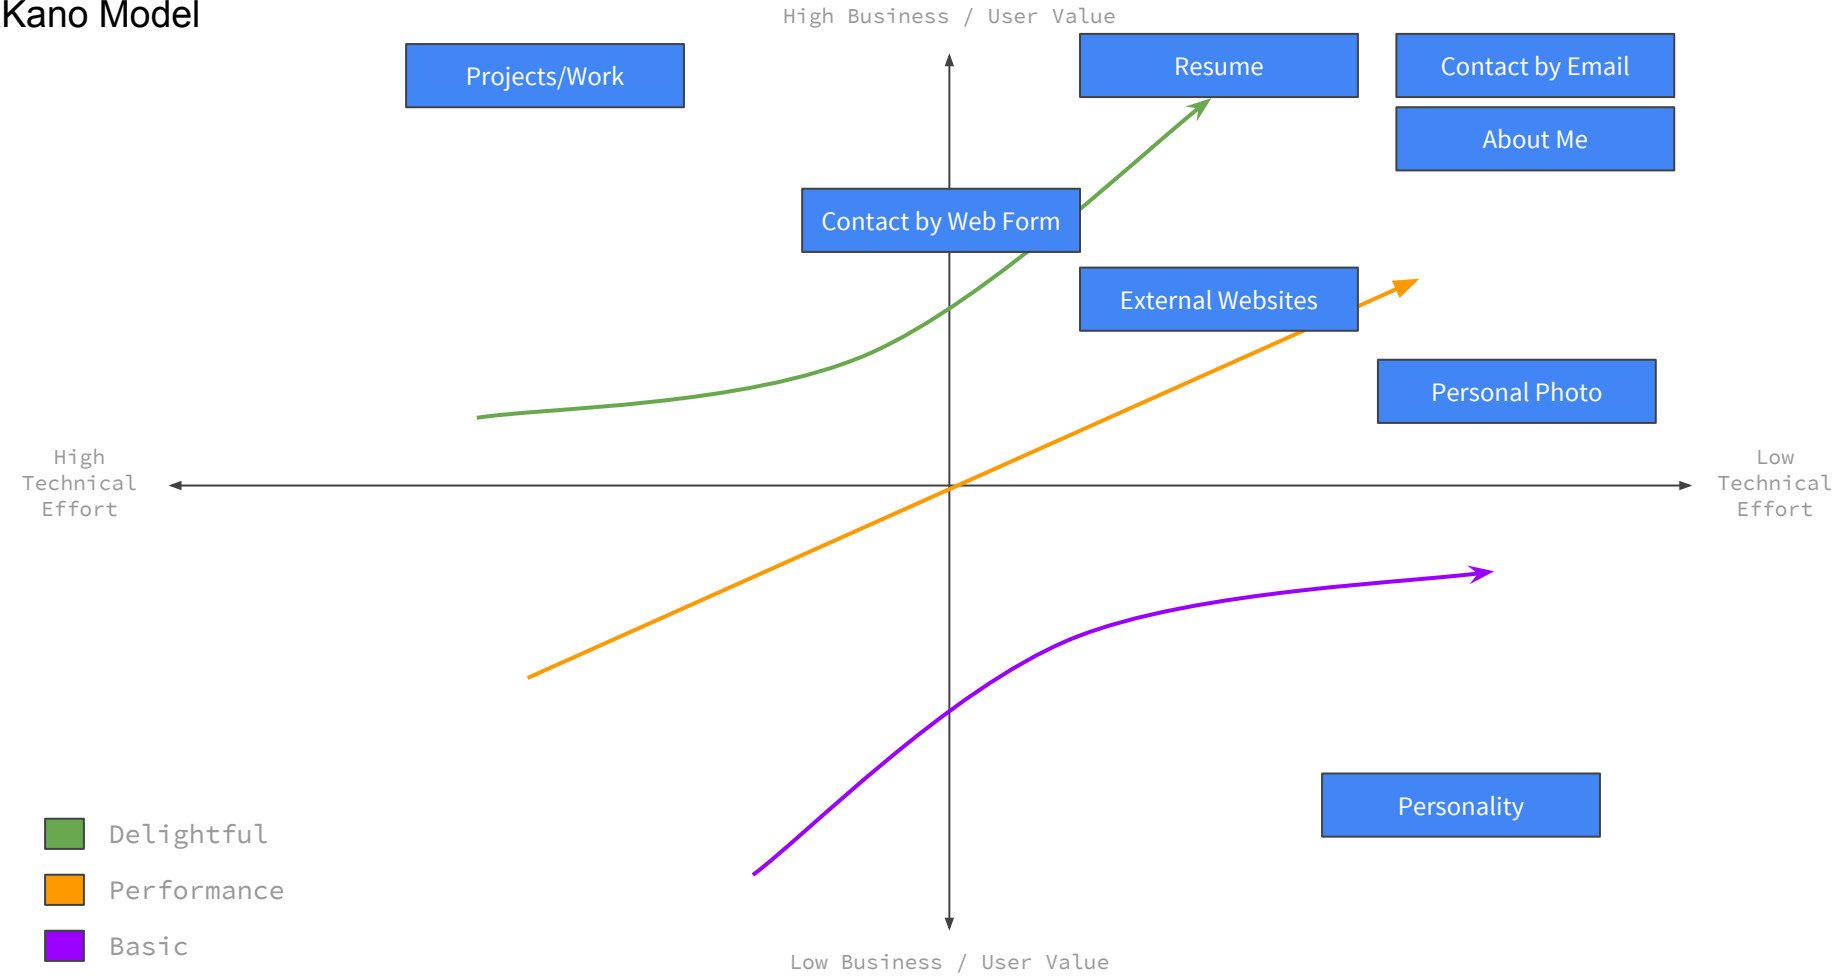 Kano Model
High Business / User Value
Projects/Work
Resume
Contact by Email
About Me
Contact by Web Form
External Websites
Personal Photo
High
Technical
Effort
Low
Technical
Effort
Personality
Delightful
Performance
Basic
Low Business / User Value